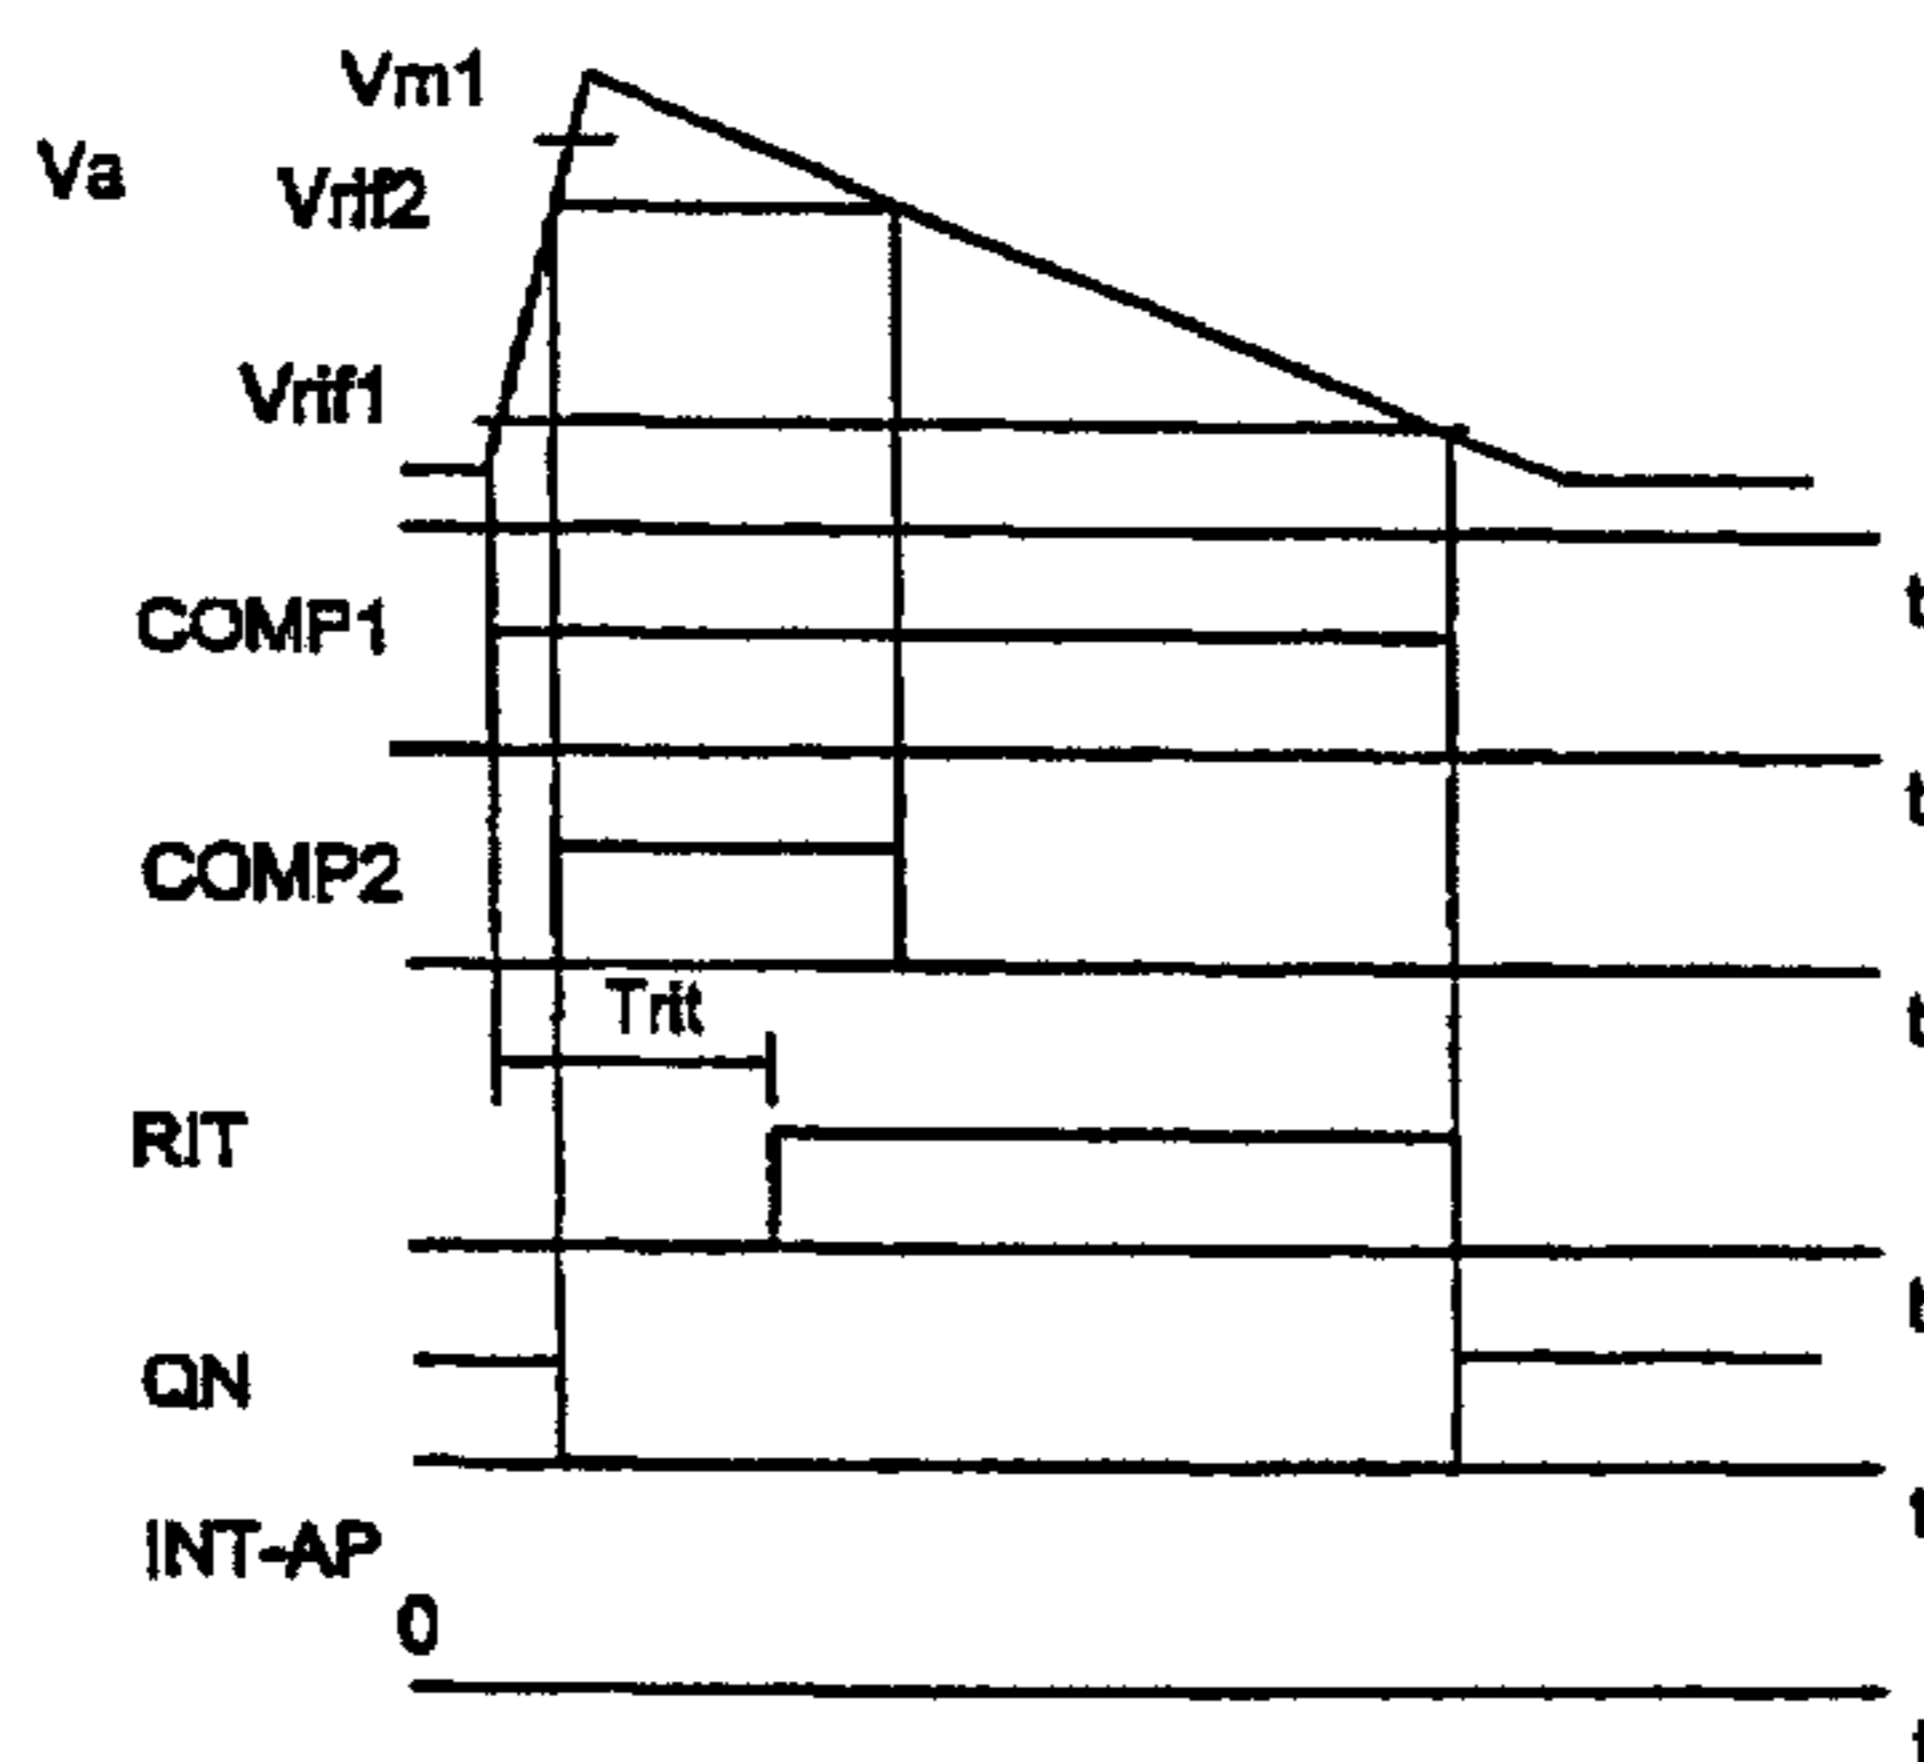 Vm1
Va
Vrif2
Vrif1
t
COMP1
t
COMP2
t
Trit
RIT
t
QN
t
INT-AP
0
t